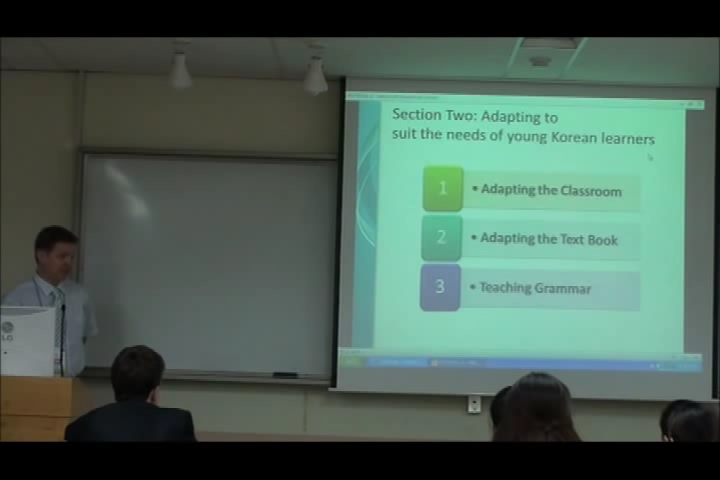 Section Two: Adapting to
suit the needs of young Korean learners
1
• Adapting the Classroom
2
• Adapting the Text Book
3
• Teaching Grammar
LG